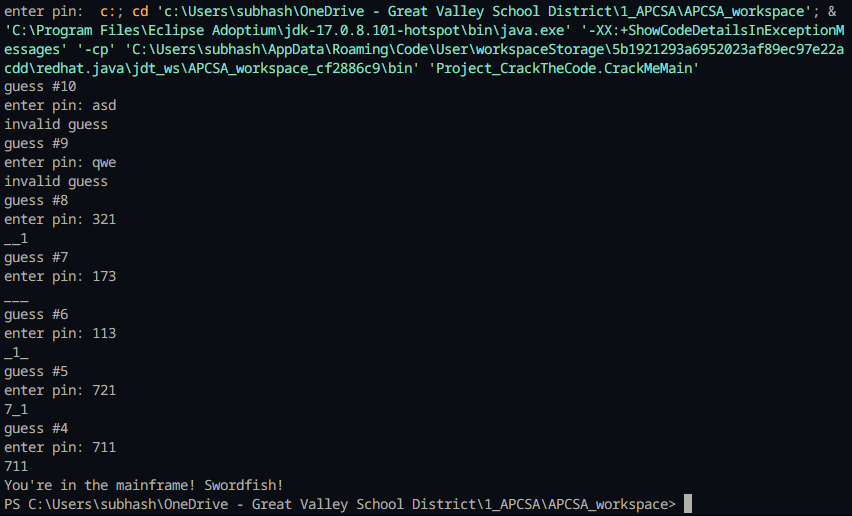 enter pin:  c:; cd 'c:\Users\subhash\OneDrive - Great Valley School District\1_APCSA\APCSA_workspace'; &
'C:\Program Files\Eclipse Adoptium\jdk-17.0.8.101-hotspot\bin\java.exe' '-XX:+ShowCodeDetailsInExceptionM
essages' '-cp' 'C:\Users\subhash\AppData\Roaming\Code\User\workspaceStorage\5b1921293a6952023af89ec97e22a
cdd\redhat.java\jdt_ws\APCSA_workspace_cf2886c9\bin' 'Project_CrackTheCode.CrackMeMain'
guess #10
enter pin: asd
invalid guess
guess #9
enter pin: qwe
invalid guess
guess #8
enter pin: 321
__1
guess #7
enter pin: 173
___
guess #6
enter pin: 113
_1_
guess #5
enter pin: 721
7_1
guess #4
enter pin: 711
711
You're in the mainframe! Swordfish!
PS C:\Users\subhash\OneDrive - Great Valley School District\1_APCSA\APCSA_workspace>